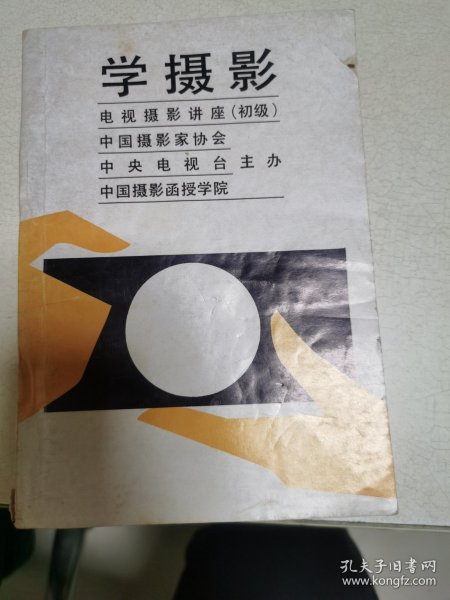 学摄影
电视摄影讲座(初级)
中国摄影家协会
中央电视台主办
中国摄影函授学院
孔夫子旧书网
www.kongfz.com